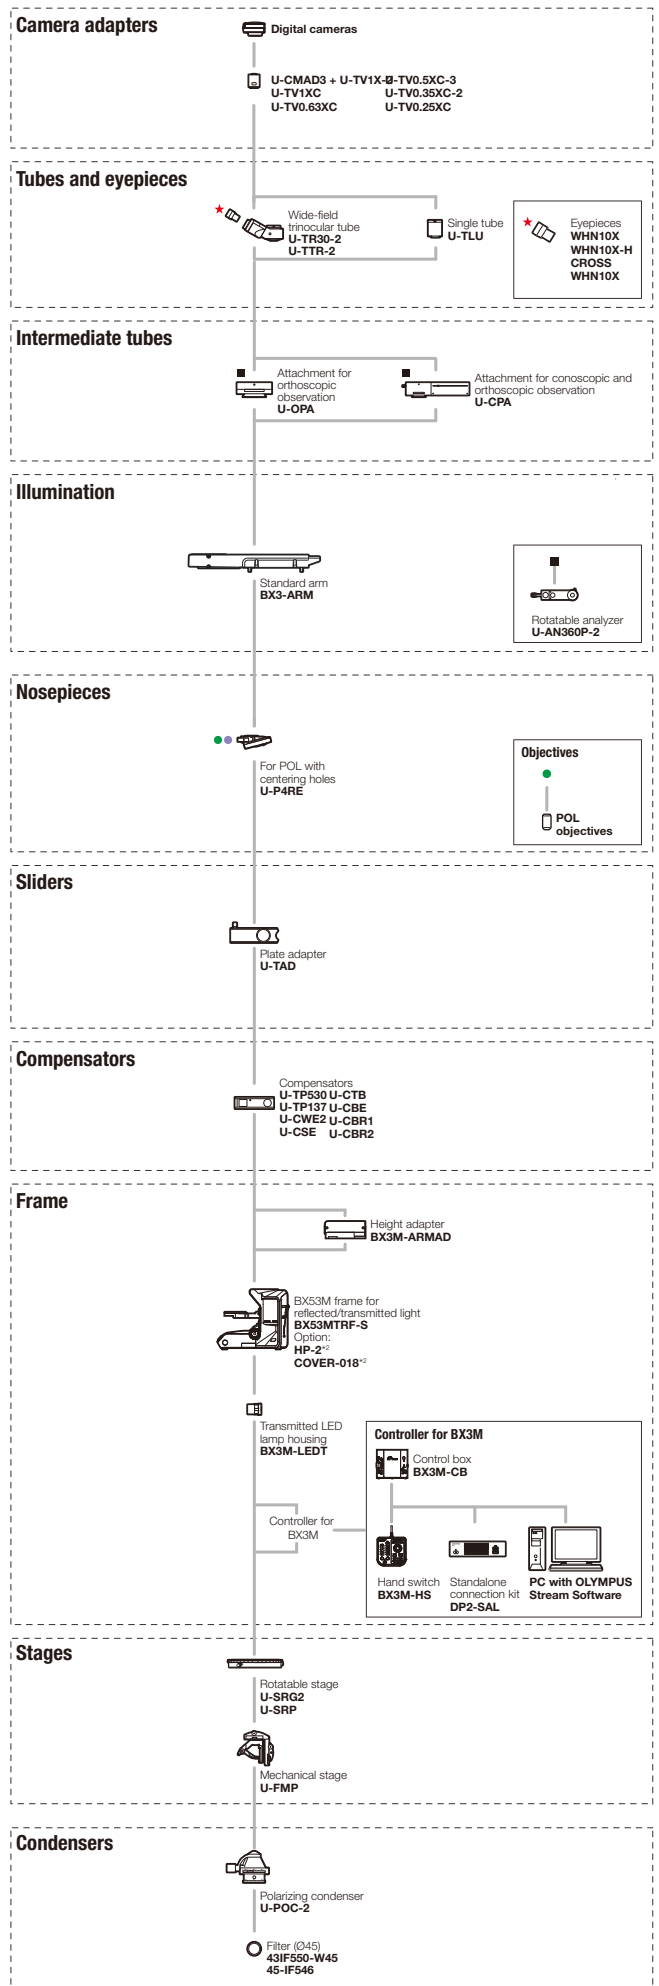 Camera adapters
Digital cameras
U-CMAD3 + U-TV1X-2
U-TV1XC
U-TV0.63XC
U-TV0.5XC-3
U-TV0.35XC-2
U-TV0.25XC
Tubes and eyepieces
Wide-field
trinocular tube
U-TR30-2
U-TTR-2
Single tube
U-TLU
Eyepieces
WHN10X
WHN10X-H
CROSS
WHN10X
Intermediate tubes
Attachment for
orthoscopic
observation
U-OPA
Attachment for conoscopic and
orthoscopic observation
U-CPA
Illumination
Standard arm
BX3-ARM
Rotatable analyzer
U-AN360P-2
Nosepieces
For POL with
centering holes
U-P4RE
Objectives
POL
objectives
Sliders
Plate adapter
U-TAD
Compensators
Compensators
U-TP530 U-CTB
U-TP137 U-CBE
U-CWE2 U-CBR1
U-CSE U-CBR2
Frame
Height adapter
BX3M-ARMAD
BX53M frame for
reflected/transmitted light
BX53MTRF-S
Option:
HP-2*2
COVER-018*2
Transmitted LED
lamp housing
BX3M-LEDT
Controller for
BX3M
Controller for BX3M
Control box
BX3M-CB
Hand switch
BX3M-HS
Standalone
connection kit
DP2-SAL
PC with OLYMPUS
Stream Software
Stages
Rotatable stage
U-SRG2
U-SRP
Mechanical stage
U-FMP
Condensers
Polarizing condenser
U-POC-2
Filter (Ø45)
43IF550-W45
45-IF546